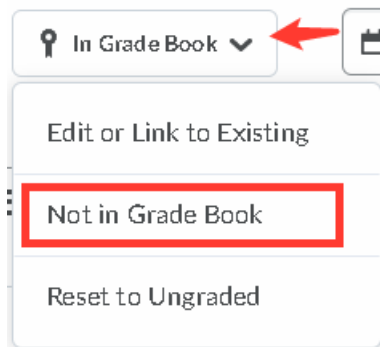 In Grade Book
Edit or Link to Existing
Not in Grade Book
Reset to Ungraded